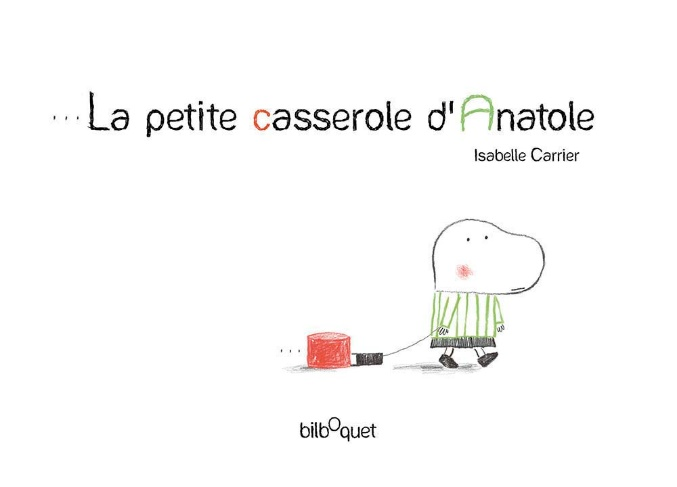 La petite casserole d'Anatole
Isabelle Carrier
bilbOquet